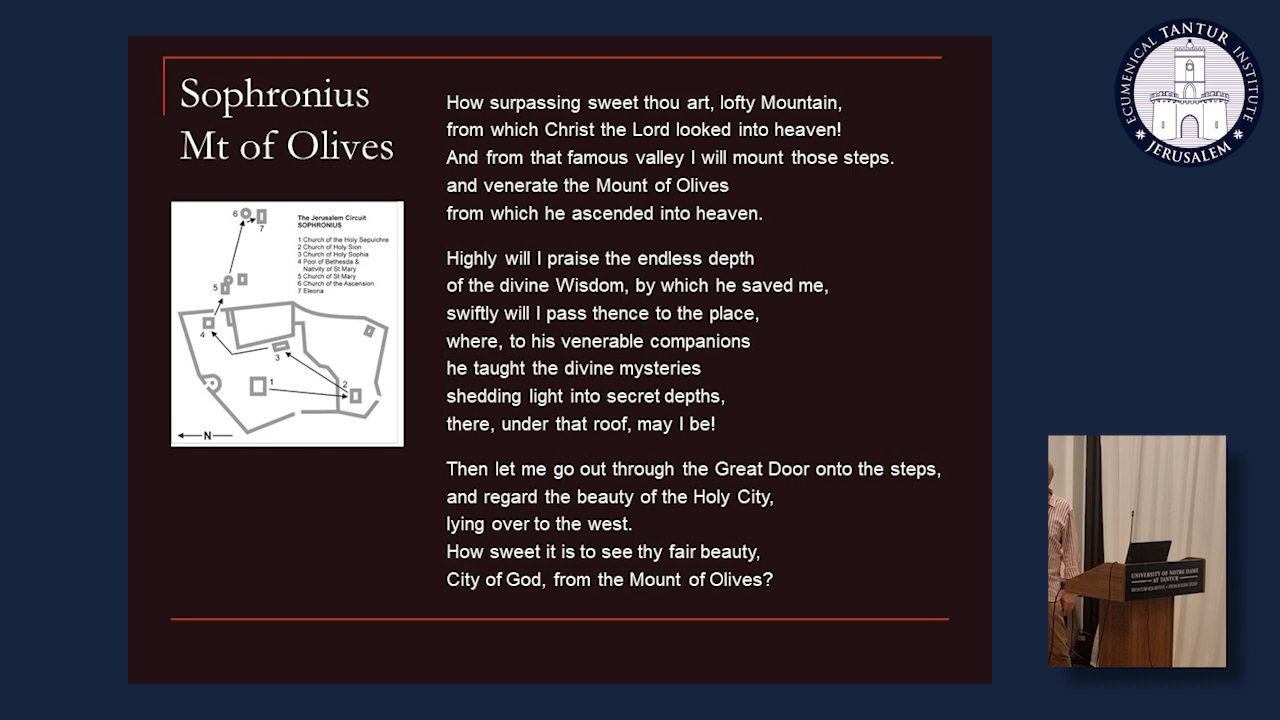 Sophronius
Mt of Olives
The Jerusalem Circuit
SOPHRONIUS
1 Church of the Holy Sepulchre
2 Church of Holy Sion
3 Church of Holy Sophia
4 Pool of Bethesda &
Nativity of St Mary
5 Church of St Mary
6 Church of the Ascension
7 Eleona
6
7
5
4
3
1
2
N
How surpassing sweet thou art, lofty Mountain,
from which Christ the Lord looked into heaven!
And from that famous valley I will mount those steps.
and venerate the Mount of Olives
from which he ascended into heaven.
Highly will I praise the endless depth
of the divine Wisdom, by which he saved me,
swiftly will I pass thence to the place,
where, to his venerable companions
he taught the divine mysteries
shedding light into secret depths,
there, under that roof, may I be!
Then let me go out through the Great Door onto the steps,
and regard the beauty of the Holy City,
lying over to the west.
How sweet it is to see thy fair beauty,
City of God, from the Mount of Olives?
ECUMENICAL TANTUR INSTITUTE
JERUSALEM
UNIVERSITY OF NOTRE DAME
AT TANTUR